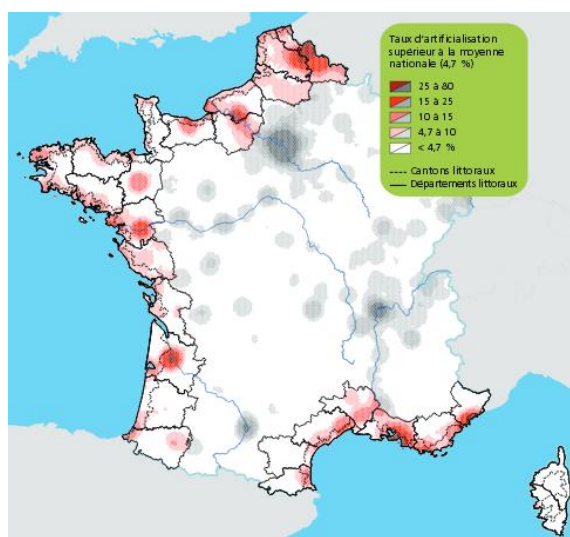 Taux d'artificialisation
supérieur à la moyenne
nationale (4,7 %)
25 à 80
15 à 25
10 à 15
4,7 à 10
< 4,7 %
Cantons littoraux
Départements littoraux